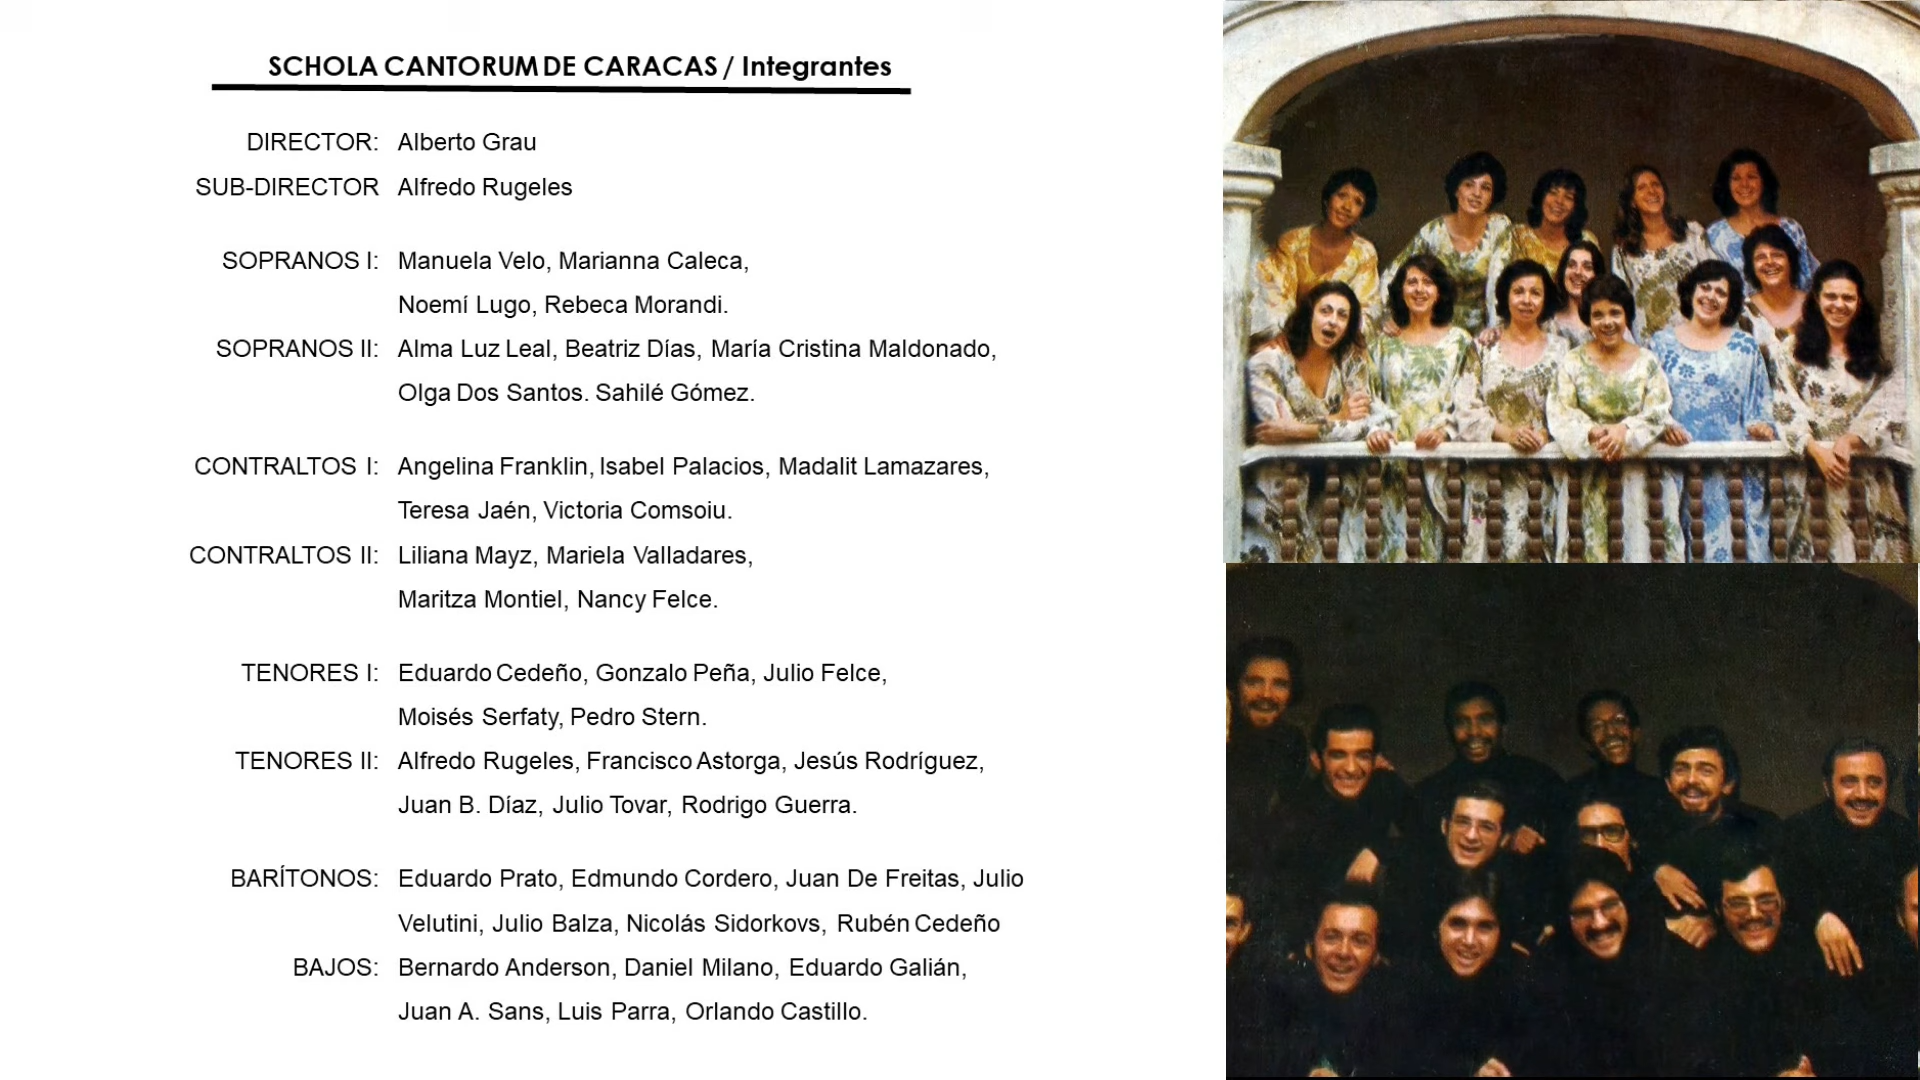 SCHOLA CANTORUM DE CARACAS / Integrantes
DIRECTOR: Alberto Grau
SUB-DIRECTOR Alfredo Rugeles
SOPRANOS I: Manuela Velo, Marianna Caleca,
Noemí Lugo, Rebeca Morandi.
SOPRANOS II: Alma Luz Leal, Beatriz Días, María Cristina Maldonado,
Olga Dos Santos. Sahilé Gómez.
CONTRALTOS I: Angelina Franklin, Isabel Palacios, Madalit Lamazares,
Teresa Jaén, Victoria Comsoiu.
CONTRALTOS II: Liliana Mayz, Mariela Valladares,
Maritza Montiel, Nancy Felce.
TENORES I: Eduardo Cedeño, Gonzalo Peña, Julio Felce,
Moisés Serfaty, Pedro Stern.
TENORES II: Alfredo Rugeles, Francisco Astorga, Jesús Rodríguez,
Juan B. Díaz, Julio Tovar, Rodrigo Guerra.
BARÍTONOS: Eduardo Prato, Edmundo Cordero, Juan De Freitas, Julio
Velutini, Julio Balza, Nicolás Sidorkovs, Rubén Cedeño
BAJOS: Bernardo Anderson, Daniel Milano, Eduardo Galián,
Juan A. Sans, Luis Parra, Orlando Castillo.